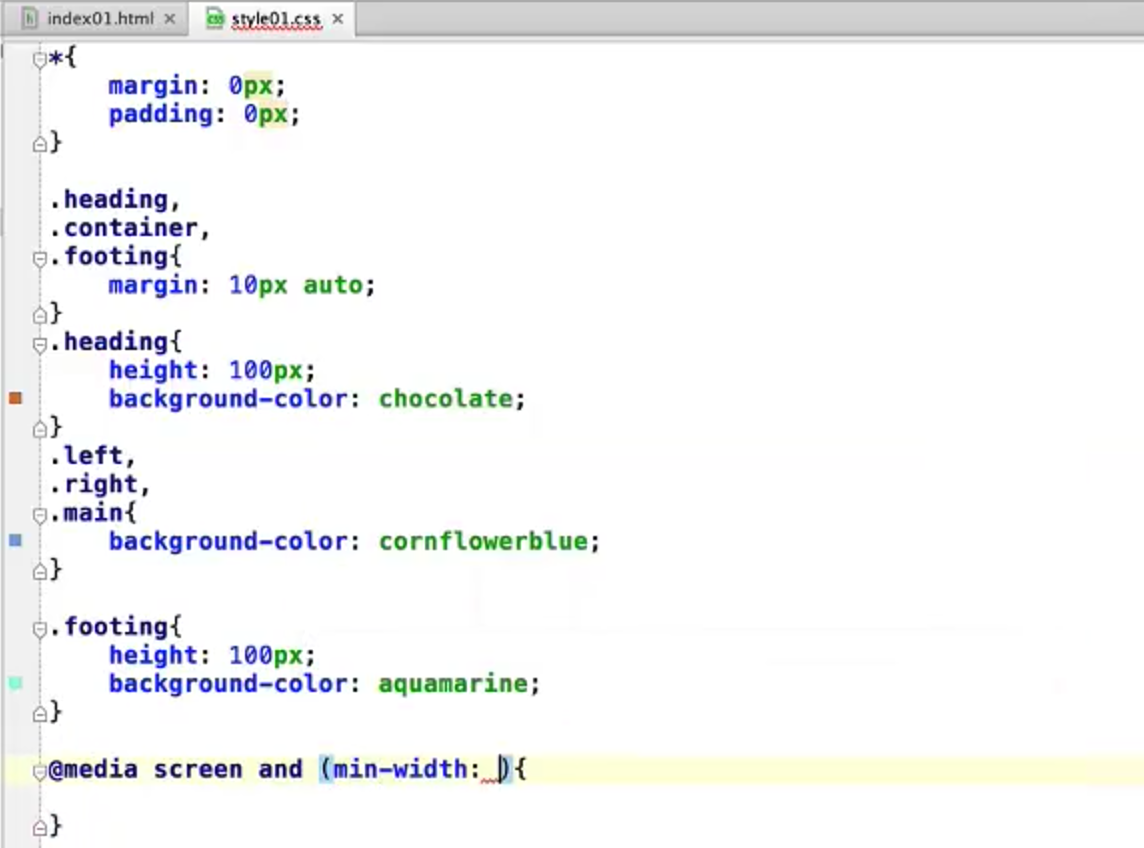 index01.html
style01.css
*{
    margin: 0px;
    padding: 0px;
}
.heading,
.container,
.footing{
    margin: 10px auto;
}
.heading{
    height: 100px;
    background-color: chocolate;
}
.left,
.right,
.main{
    background-color: cornflowerblue;
}
.footing{
    height: 100px;
    background-color: aquamarine;
}
@media screen and (min-width: ){
}